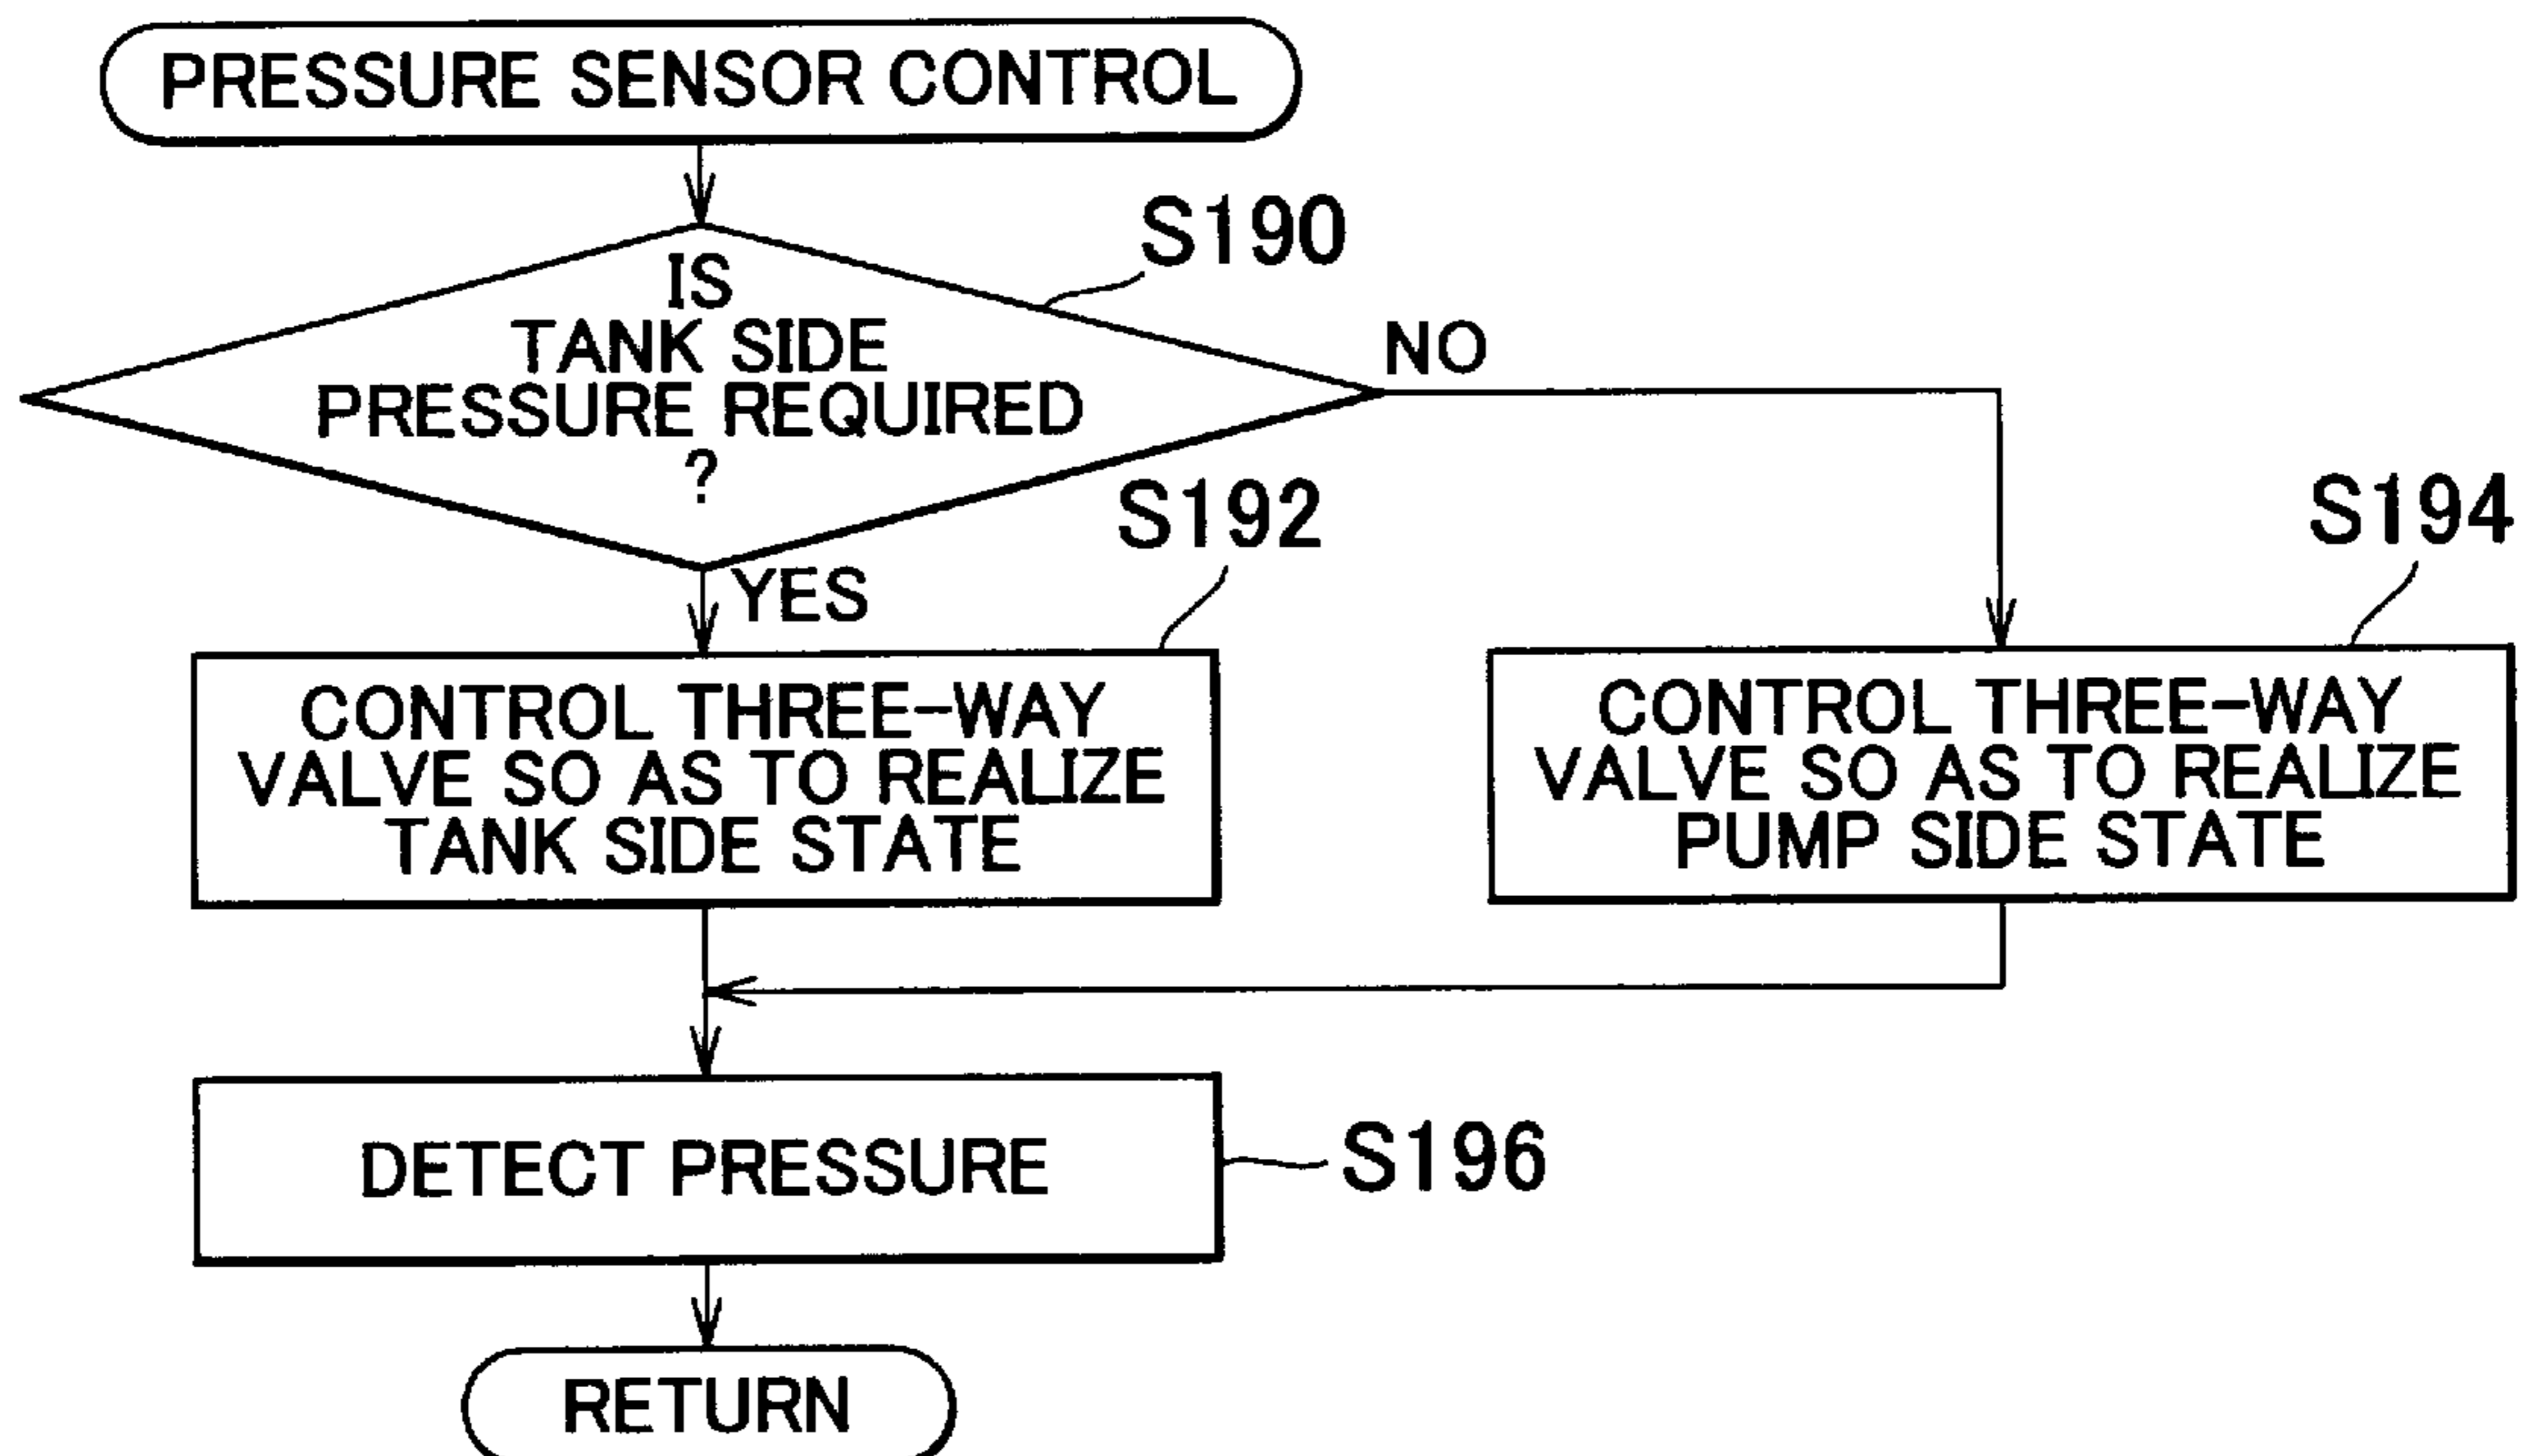 PRESSURE SENSOR CONTROL
S190
IS
TANK SIDE
PRESSURE REQUIRED
?
NO
YES
S192
CONTROL THREE-WAY
VALVE SO AS TO REALIZE
TANK SIDE STATE
S194
CONTROL THREE-WAY
VALVE SO AS TO REALIZE
PUMP SIDE STATE
DETECT PRESSURE
S196
RETURN